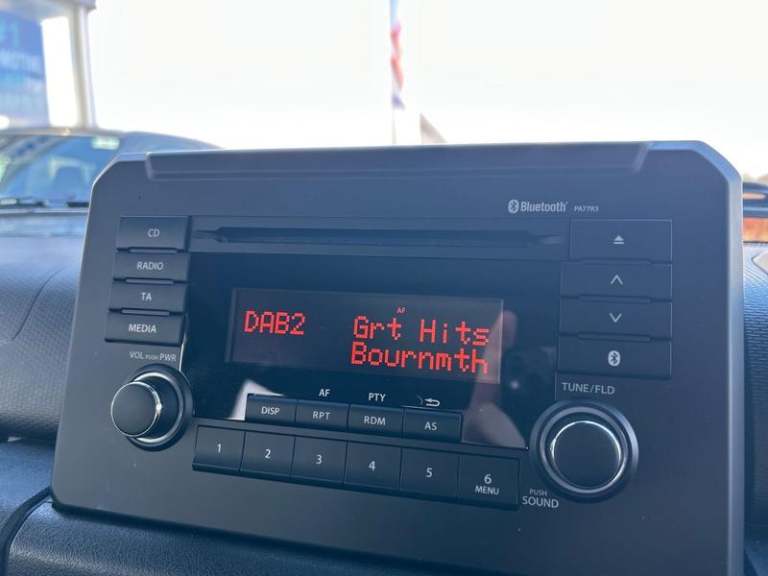 Bluetooth PA77R3
CD
RADIO
TA
MEDIA
VOL PUSH PWR
DAB2
AF
Grt Hits
Bournmth
AF PTY
DISP RPT RDM AS
1 2 3 4 5 6
MENU
TUNE/FLD
PUSH
SOUND